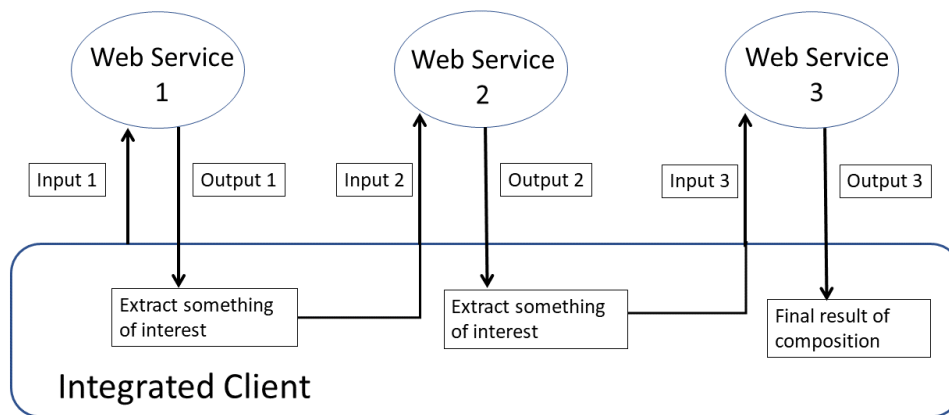 Web Service
1
Web Service
2
Web Service
3
Input 1
Output 1
Input 2
Output 2
Input 3
Output 3
Extract something
of interest
Extract something
of interest
Final result of
composition
Integrated Client